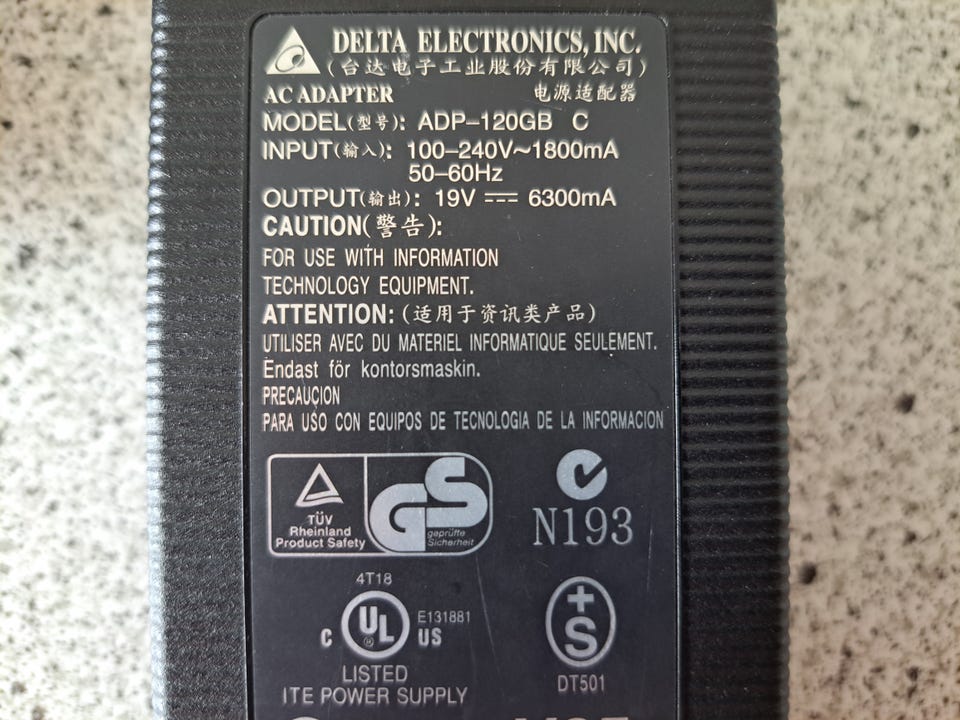 DELTA ELECTRONICS, INC.
(台达电子工业股份有限公司)
AC ADAPTER 电源适配器
MODEL(型号): ADP-120GB C
INPUT(输入): 100-240V~1800mA
50-60Hz
OUTPUT(输出): 19V ⎓ 6300mA
CAUTION(警告):
FOR USE WITH INFORMATION
TECHNOLOGY EQUIPMENT.
ATTENTION: (适用于资讯类产品)
UTILISER AVEC DU MATERIEL INFORMATIQUE SEULEMENT.
Endast för kontorsmaskin.
PRECAUÇION
PARA USO CON EQUIPOS DE TECNOLOGIA DE LA INFORMACION
TÜV
Rheinland
Product Safety
GS
geprüfte
Sicherheit
N193
4T18
C UL US
E131881
LISTED
ITE POWER SUPPLY
+S
DT501